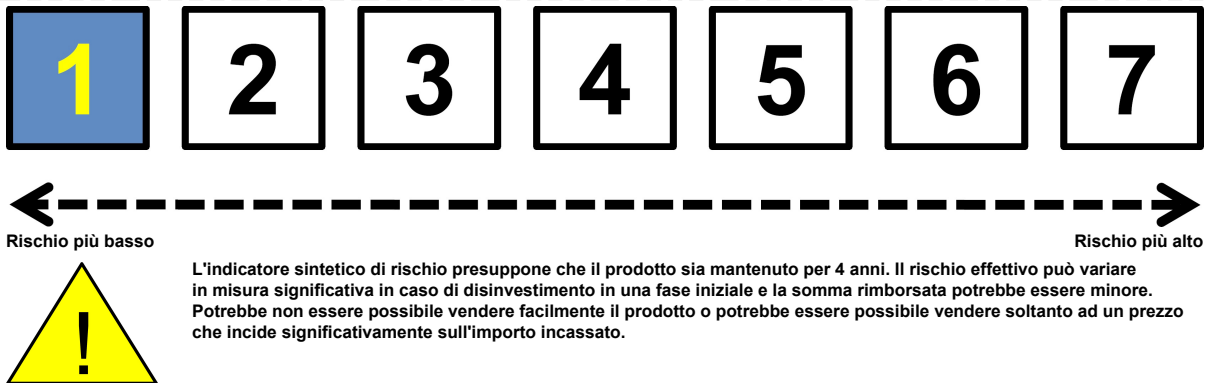 1 2 3 4 5 6 7
Rischio più basso Rischio più alto
L'indicatore sintetico di rischio presuppone che il prodotto sia mantenuto per 4 anni. Il rischio effettivo può variare
in misura significativa in caso di disinvestimento in una fase iniziale e la somma rimborsata potrebbe essere minore.
Potrebbe non essere possibile vendere facilmente il prodotto o potrebbe essere possibile vendere soltanto ad un prezzo
che incide significativamente sull'importo incassato.
!